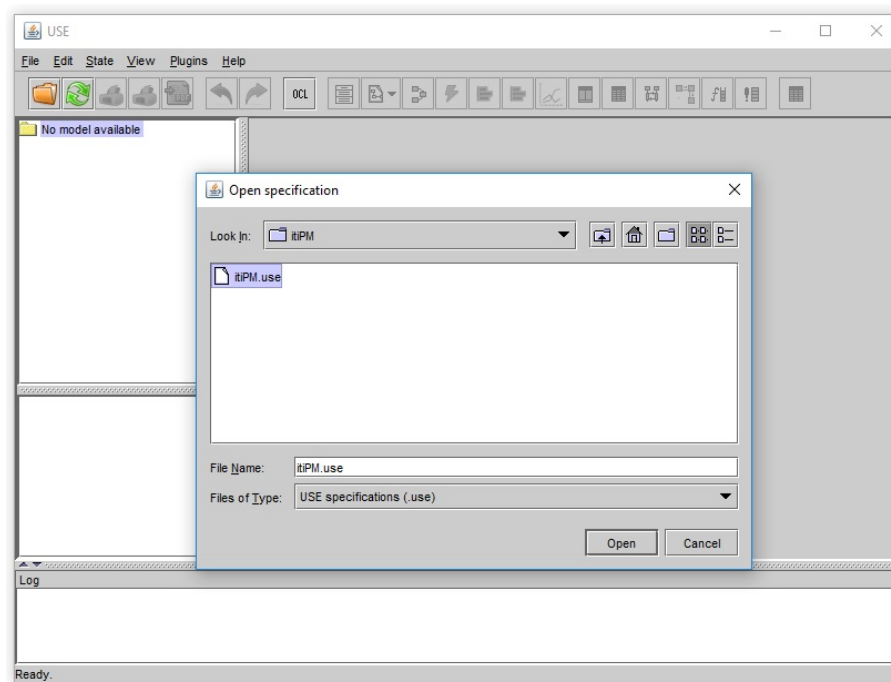 USE
File Edit State View Plugins Help
OCL
No model available
Open specification
Look In: itiPM
itiPM.use
File Name: itiPM.use
Files of Type: USE specifications (.use)
Open Cancel
Log
Ready.